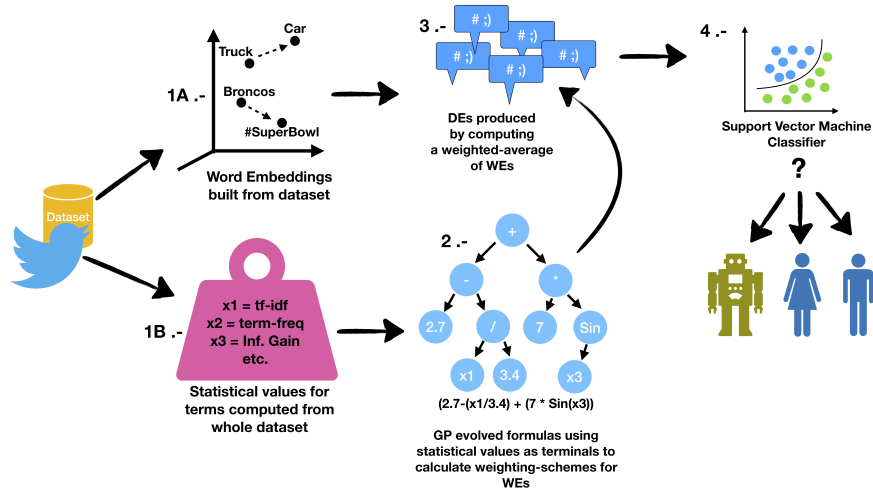 1A .-
Truck
Car
Broncos
#SuperBowl
Word Embeddings
built from dataset
Dataset
1B .-
x1 = tf-idf
x2 = term-freq
x3 = Inf. Gain
etc.
Statistical values for
terms computed from
whole dataset
2 .-
+
-
*
2.7
/
7
Sin
x1
3.4
x3
(2.7-(x1/3.4) + (7 * Sin(x3))
GP evolved formulas using
statistical values as terminals to
calculate weighting-schemes for
WEs
3 .-
# ;)
# ;)
# ;)
# ;)
# ;)
DEs produced
by computing
a weighted-average
of WEs
4 .-
Support Vector Machine
Classifier
?